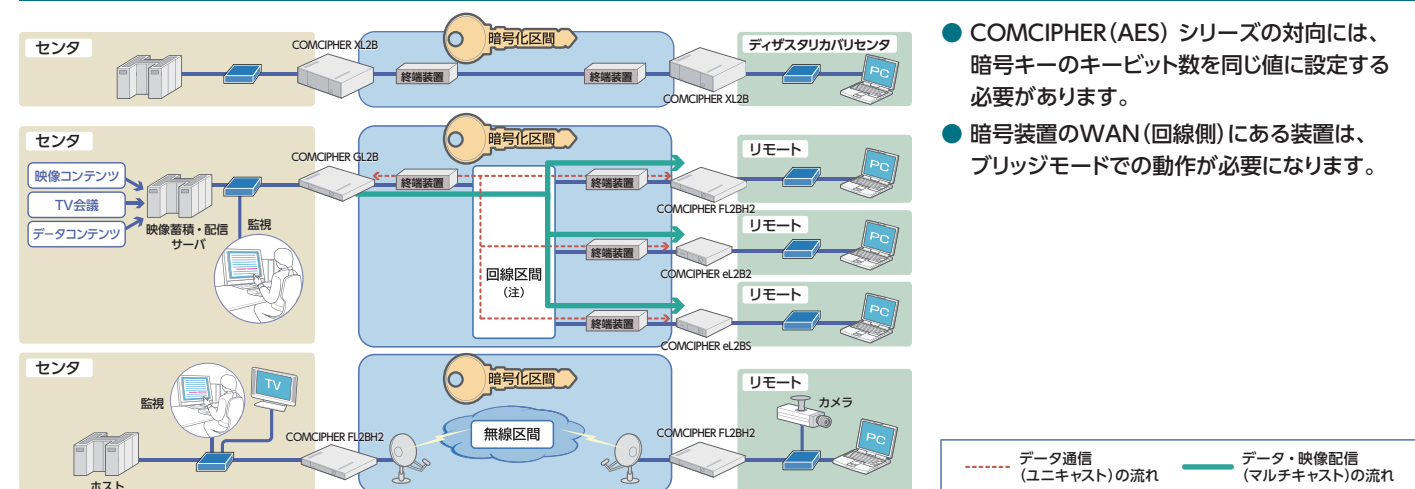 センタ
COMCIPHER XL2B
暗号化区間
終端装置
終端装置
COMCIPHER XL2B
ディザスタリカバリセンタ
PC
センタ
映像コンテンツ
TV会議
データコンテンツ
映像蓄積・配信
サーバ
監視
COMCIPHER GL2B
暗号化区間
終端装置
回線区間
(注)
終端装置
COMCIPHER FL2BH2
リモート
PC
終端装置
COMCIPHER eL2B2
リモート
PC
終端装置
COMCIPHER eL2BS
リモート
PC
センタ
監視
TV
ホスト
COMCIPHER FL2BH2
暗号化区間
無線区間
COMCIPHER FL2BH2
リモート
カメラ
PC
● COMCIPHER(AES) シリーズの対向には、
暗号キーのキービット数を同じ値に設定する
必要があります。
● 暗号装置のWAN(回線側)にある装置は、
ブリッジモードでの動作が必要になります。
データ通信
(ユニキャスト)の流れ
データ・映像配信
(マルチキャスト)の流れ